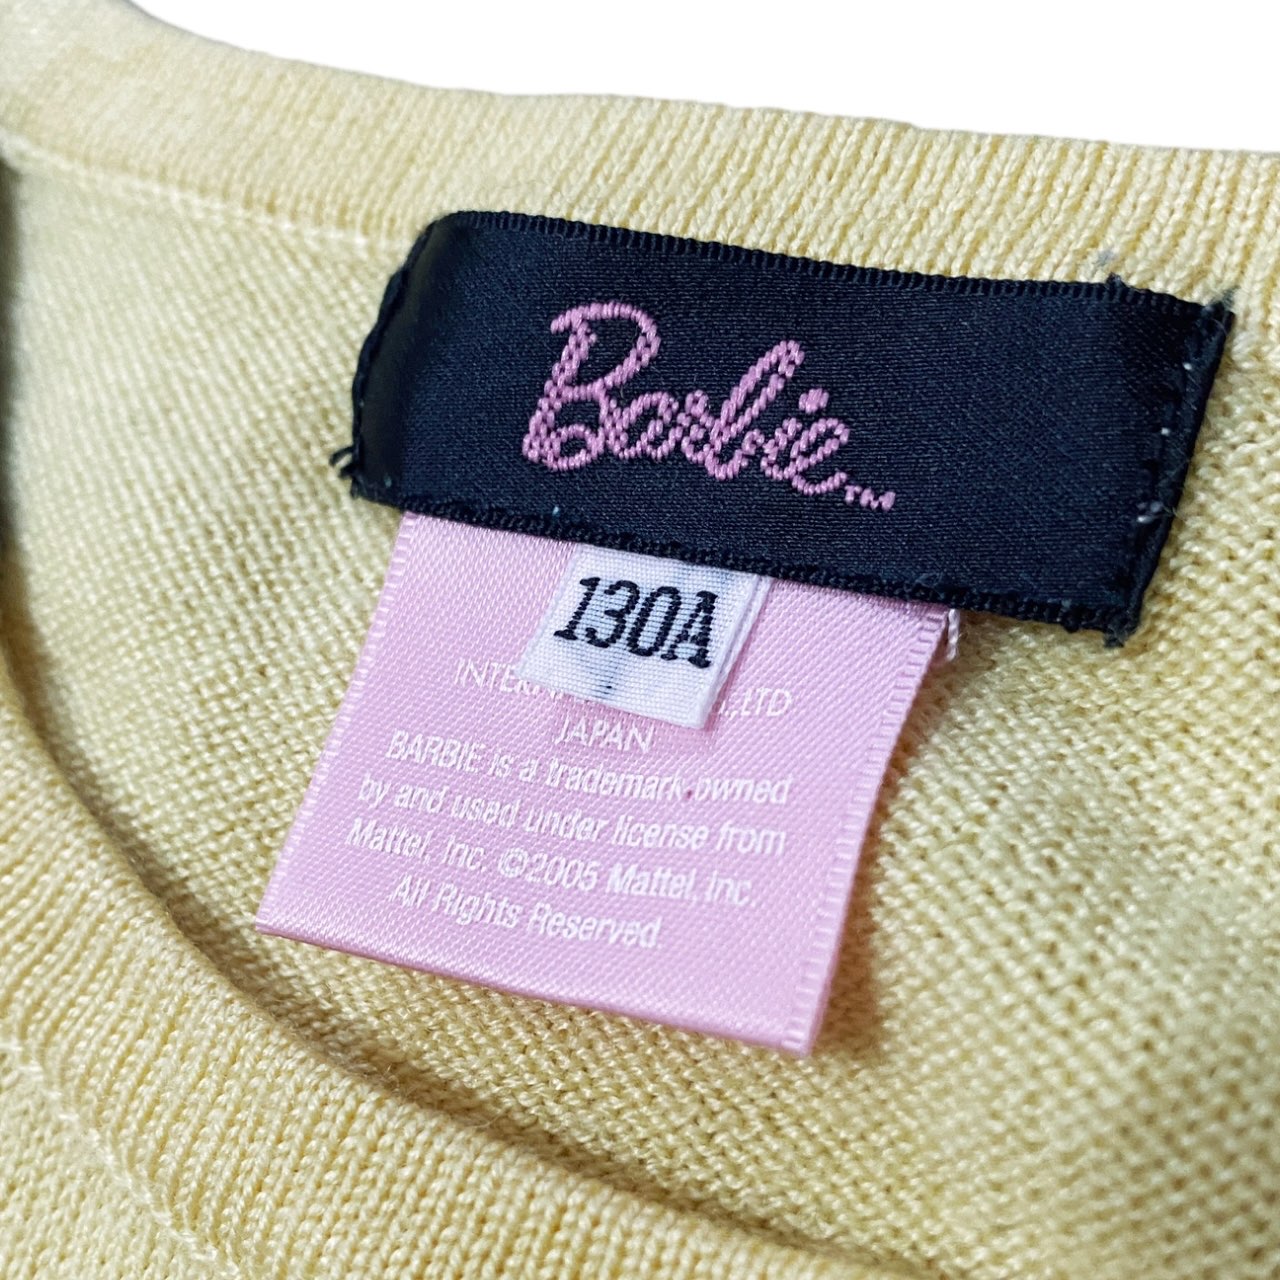 Barbie™
130A
.,LTD
JAPAN
BARBIE is a trademark owned
by and used under license from
Mattel, Inc. ©2005 Mattel, Inc.
All Rights Reserved.